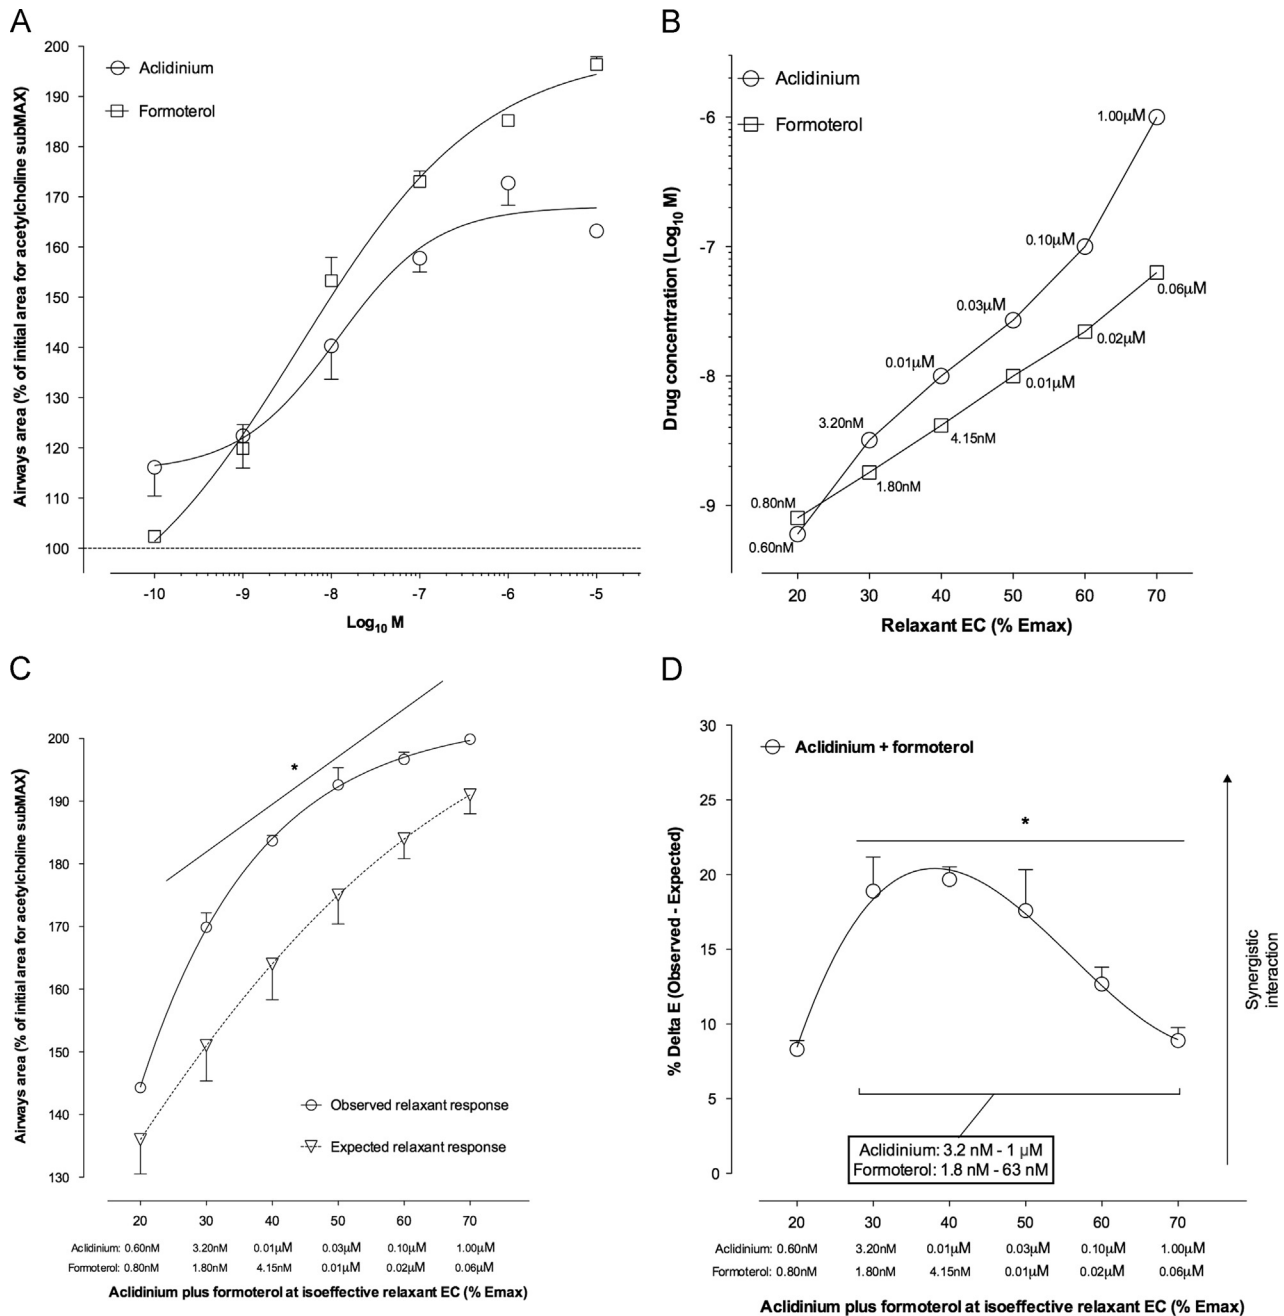 A
Airways area (% of initial area for acetylcholine subMAX)
200
190
180
170
160
150
140
130
120
110
100
Aclidinium
Formoterol
-10 -9 -8 -7 -6 -5
Log10 M
B
Drug concentration (Log10 M)
-6
-7
-8
-9
Aclidinium
Formoterol
1.00µM
0.10µM
0.06µM
0.03µM
0.02µM
0.01µM
0.01µM
3.20nM
4.15nM
1.80nM
0.80nM
0.60nM
20 30 40 50 60 70
Relaxant EC (% Emax)
C
Airways area (% of initial area for acetylcholine subMAX)
200
190
180
170
160
150
140
130
*
Observed relaxant response
Expected relaxant response
20 30 40 50 60 70
Aclidinium: 0.60nM 3.20nM 0.01µM 0.03µM 0.10µM 1.00µM
Formoterol: 0.80nM 1.80nM 4.15nM 0.01µM 0.02µM 0.06µM
Aclidinium plus formoterol at isoeffective relaxant EC (% Emax)
D
% Delta E (Observed - Expected)
30
25
20
15
10
5
0
Aclidinium + formoterol
*
Synergistic
interaction
Aclidinium: 3.2 nM - 1 µM
Formoterol: 1.8 nM - 63 nM
20 30 40 50 60 70
Aclidinium: 0.60nM 3.20nM 0.01µM 0.03µM 0.10µM 1.00µM
Formoterol: 0.80nM 1.80nM 4.15nM 0.01µM 0.02µM 0.06µM
Aclidinium plus formoterol at isoeffective relaxant EC (% Emax)